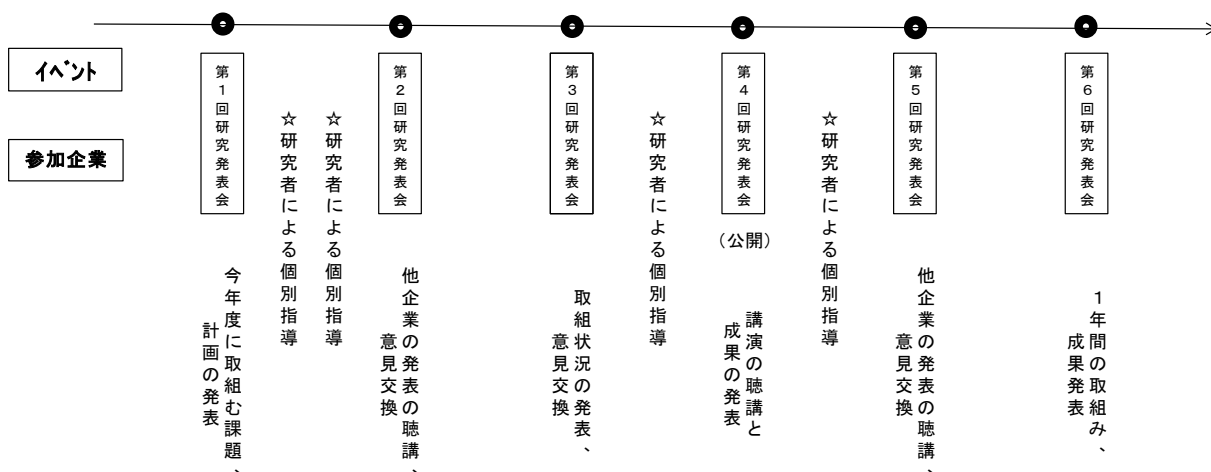 イベント
参加企業
第1回研究発表会
今年度に取組む課題、
計画の発表
☆研究者による個別指導
☆研究者による個別指導
第2回研究発表会
他企業の発表の聴講、
意見交換
第3回研究発表会
取組状況の発表、
意見交換
☆研究者による個別指導
第4回研究発表会
(公開)
講演の聴講と
成果の発表
☆研究者による個別指導
第5回研究発表会
他企業の発表の聴講、
意見交換
第6回研究発表会
1年間の取組み、
成果発表